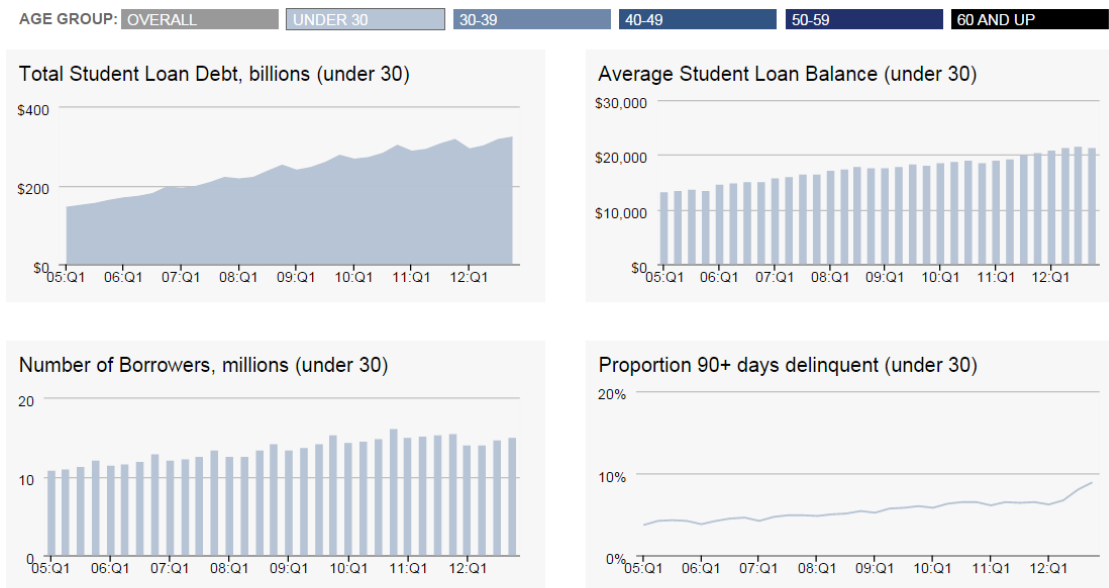 AGE GROUP: OVERALL UNDER 30 30-39 40-49 50-59 60 AND UP
Total Student Loan Debt, billions (under 30)
$400
$200
$0
05:Q1 06:Q1 07:Q1 08:Q1 09:Q1 10:Q1 11:Q1 12:Q1
Average Student Loan Balance (under 30)
$30,000
$20,000
$10,000
$0
05:Q1 06:Q1 07:Q1 08:Q1 09:Q1 10:Q1 11:Q1 12:Q1
Number of Borrowers, millions (under 30)
20
10
0
05:Q1 06:Q1 07:Q1 08:Q1 09:Q1 10:Q1 11:Q1 12:Q1
Proportion 90+ days delinquent (under 30)
20%
10%
0%
05:Q1 06:Q1 07:Q1 08:Q1 09:Q1 10:Q1 11:Q1 12:Q1